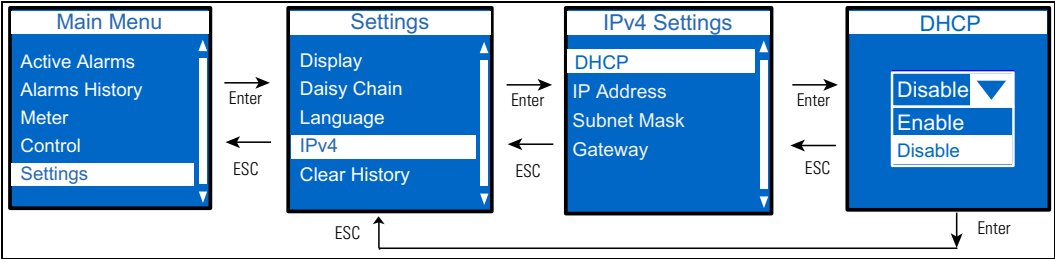 Main Menu
Active Alarms
Alarms History
Meter
Control
Settings
Enter
ESC
Settings
Display
Daisy Chain
Language
IPv4
Clear History
Enter
ESC
IPv4 Settings
DHCP
IP Address
Subnet Mask
Gateway
Enter
ESC
DHCP
Disable
Enable
Disable
Enter
ESC